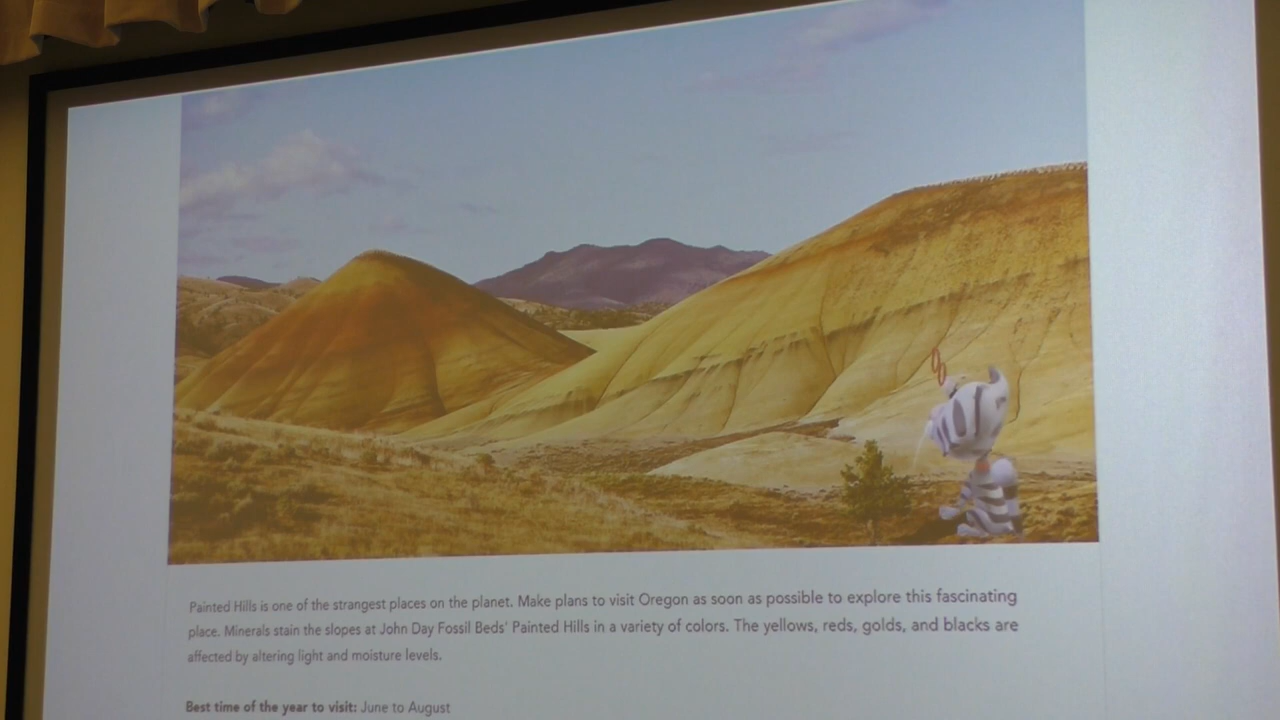 Painted Hills is one of the strangest places on the planet. Make plans to visit Oregon as soon as possible to explore this fascinating
place. Minerals stain the slopes at John Day Fossil Beds' Painted Hills in a variety of colors. The yellows, reds, golds, and blacks are
affected by altering light and moisture levels.
Best time of the year to visit: June to August